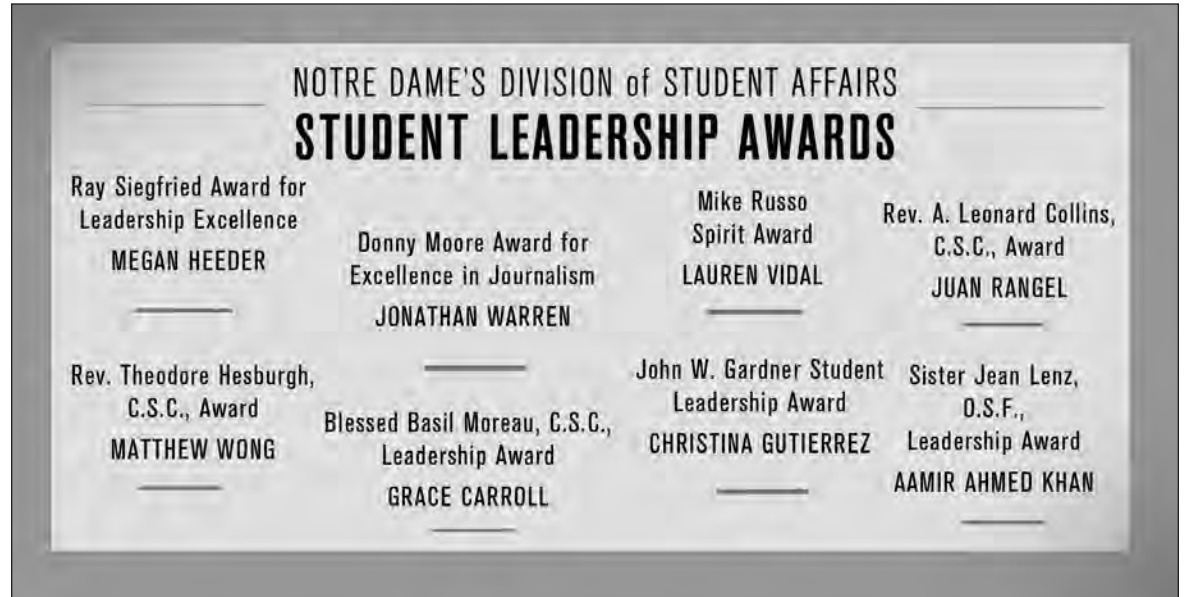 NOTRE DAME'S DIVISION of STUDENT AFFAIRS
STUDENT LEADERSHIP AWARDS
Ray Siegfried Award for
Leadership Excellence
MEGAN HEEDER
Donny Moore Award for
Excellence in Journalism
JONATHAN WARREN
Mike Russo
Spirit Award
LAUREN VIDAL
Rev. A. Leonard Collins,
C.S.C., Award
JUAN RANGEL
Rev. Theodore Hesburgh,
C.S.C., Award
MATTHEW WONG
Blessed Basil Moreau, C.S.C.,
Leadership Award
GRACE CARROLL
John W. Gardner Student
Leadership Award
CHRISTINA GUTIERREZ
Sister Jean Lenz,
O.S.F.,
Leadership Award
AAMIR AHMED KHAN